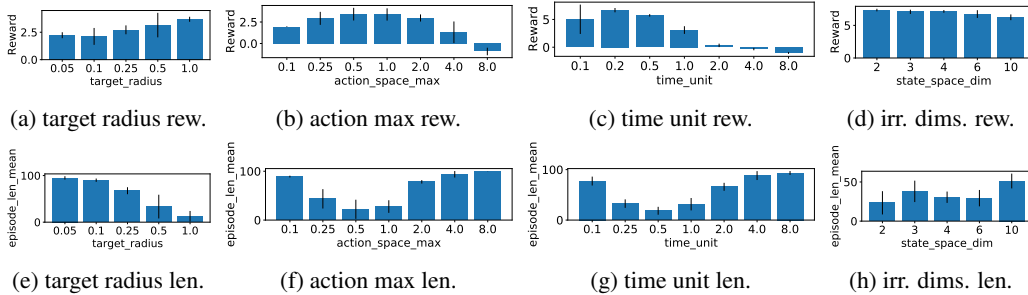 Reward
2.5
0.0
0.05 0.1 0.25 0.5 1.0
target_radius
(a) target radius rew.
Reward
2.5
0.0
0.1 0.25 0.5 1.0 2.0 4.0 8.0
action_space_max
(b) action max rew.
Reward
5
0
0.1 0.2 0.5 1.0 2.0 4.0 8.0
time_unit
(c) time unit rew.
Reward
5
0
2 3 4 6 10
state_space_dim
(d) irr. dims. rew.
episode_len_mean
100
0
0.05 0.1 0.25 0.5 1.0
target_radius
(e) target radius len.
episode_len_mean
100
0
0.1 0.25 0.5 1.0 2.0 4.0 8.0
action_space_max
(f) action max len.
episode_len_mean
100
0
0.1 0.2 0.5 1.0 2.0 4.0 8.0
time_unit
(g) time unit len.
episode_len_mean
50
0
2 3 4 6 10
state_space_dim
(h) irr. dims. len.